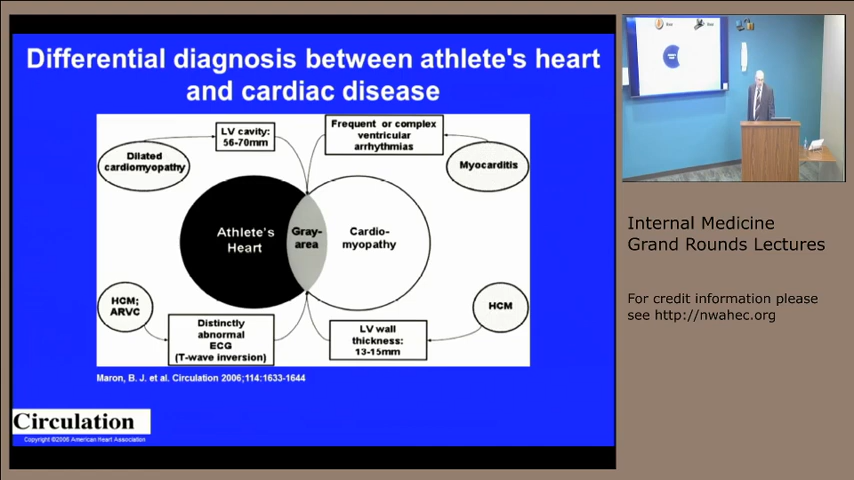 Differential diagnosis between athlete's heart
and cardiac disease
LV cavity:
56-70mm
Frequent or complex
ventricular
arrhythmias
Dilated
cardiomyopathy
Myocarditis
Athlete's
Heart
Gray-
area
Cardio-
myopathy
HCM;
ARVC
HCM
Distinctly
abnormal
ECG
(T-wave inversion)
LV wall
thickness:
13-15mm
Maron, B. J. et al. Circulation 2006;114:1633-1644
Circulation
Copyright ©2006 American Heart Association
Internal Medicine
Grand Rounds Lectures
For credit information please
see http://nwahec.org